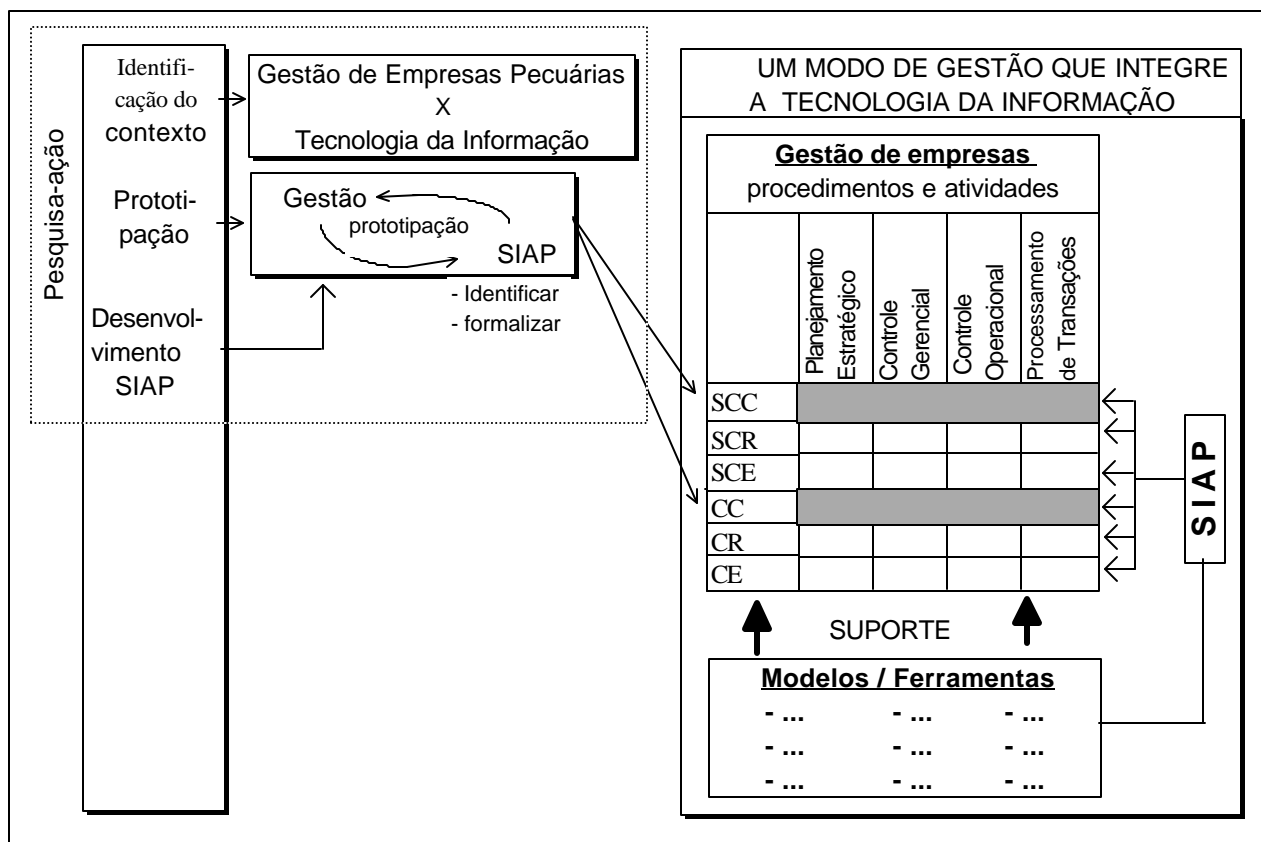 Pesquisa-ação
Identifi-
cação do
contexto
Prototi-
pação
Desenvol-
vimento
SIAP
Gestão de Empresas Pecuárias
X
Tecnologia da Informação
Gestão
prototipação
SIAP
- Identificar
- formalizar
UM MODO DE GESTÃO QUE INTEGRE
A TECNOLOGIA DA INFORMAÇÃO
Gestão de empresas
procedimentos e atividades
Planejamento
Estratégico
Controle
Gerencial
Controle
Operacional
Processamento
de Transações
SCC
SCR
SCE
CC
CR
CE
SIAP
SUPORTE
Modelos / Ferramentas
- ... - ... - ...
- ... - ... - ...
- ... - ... - ...